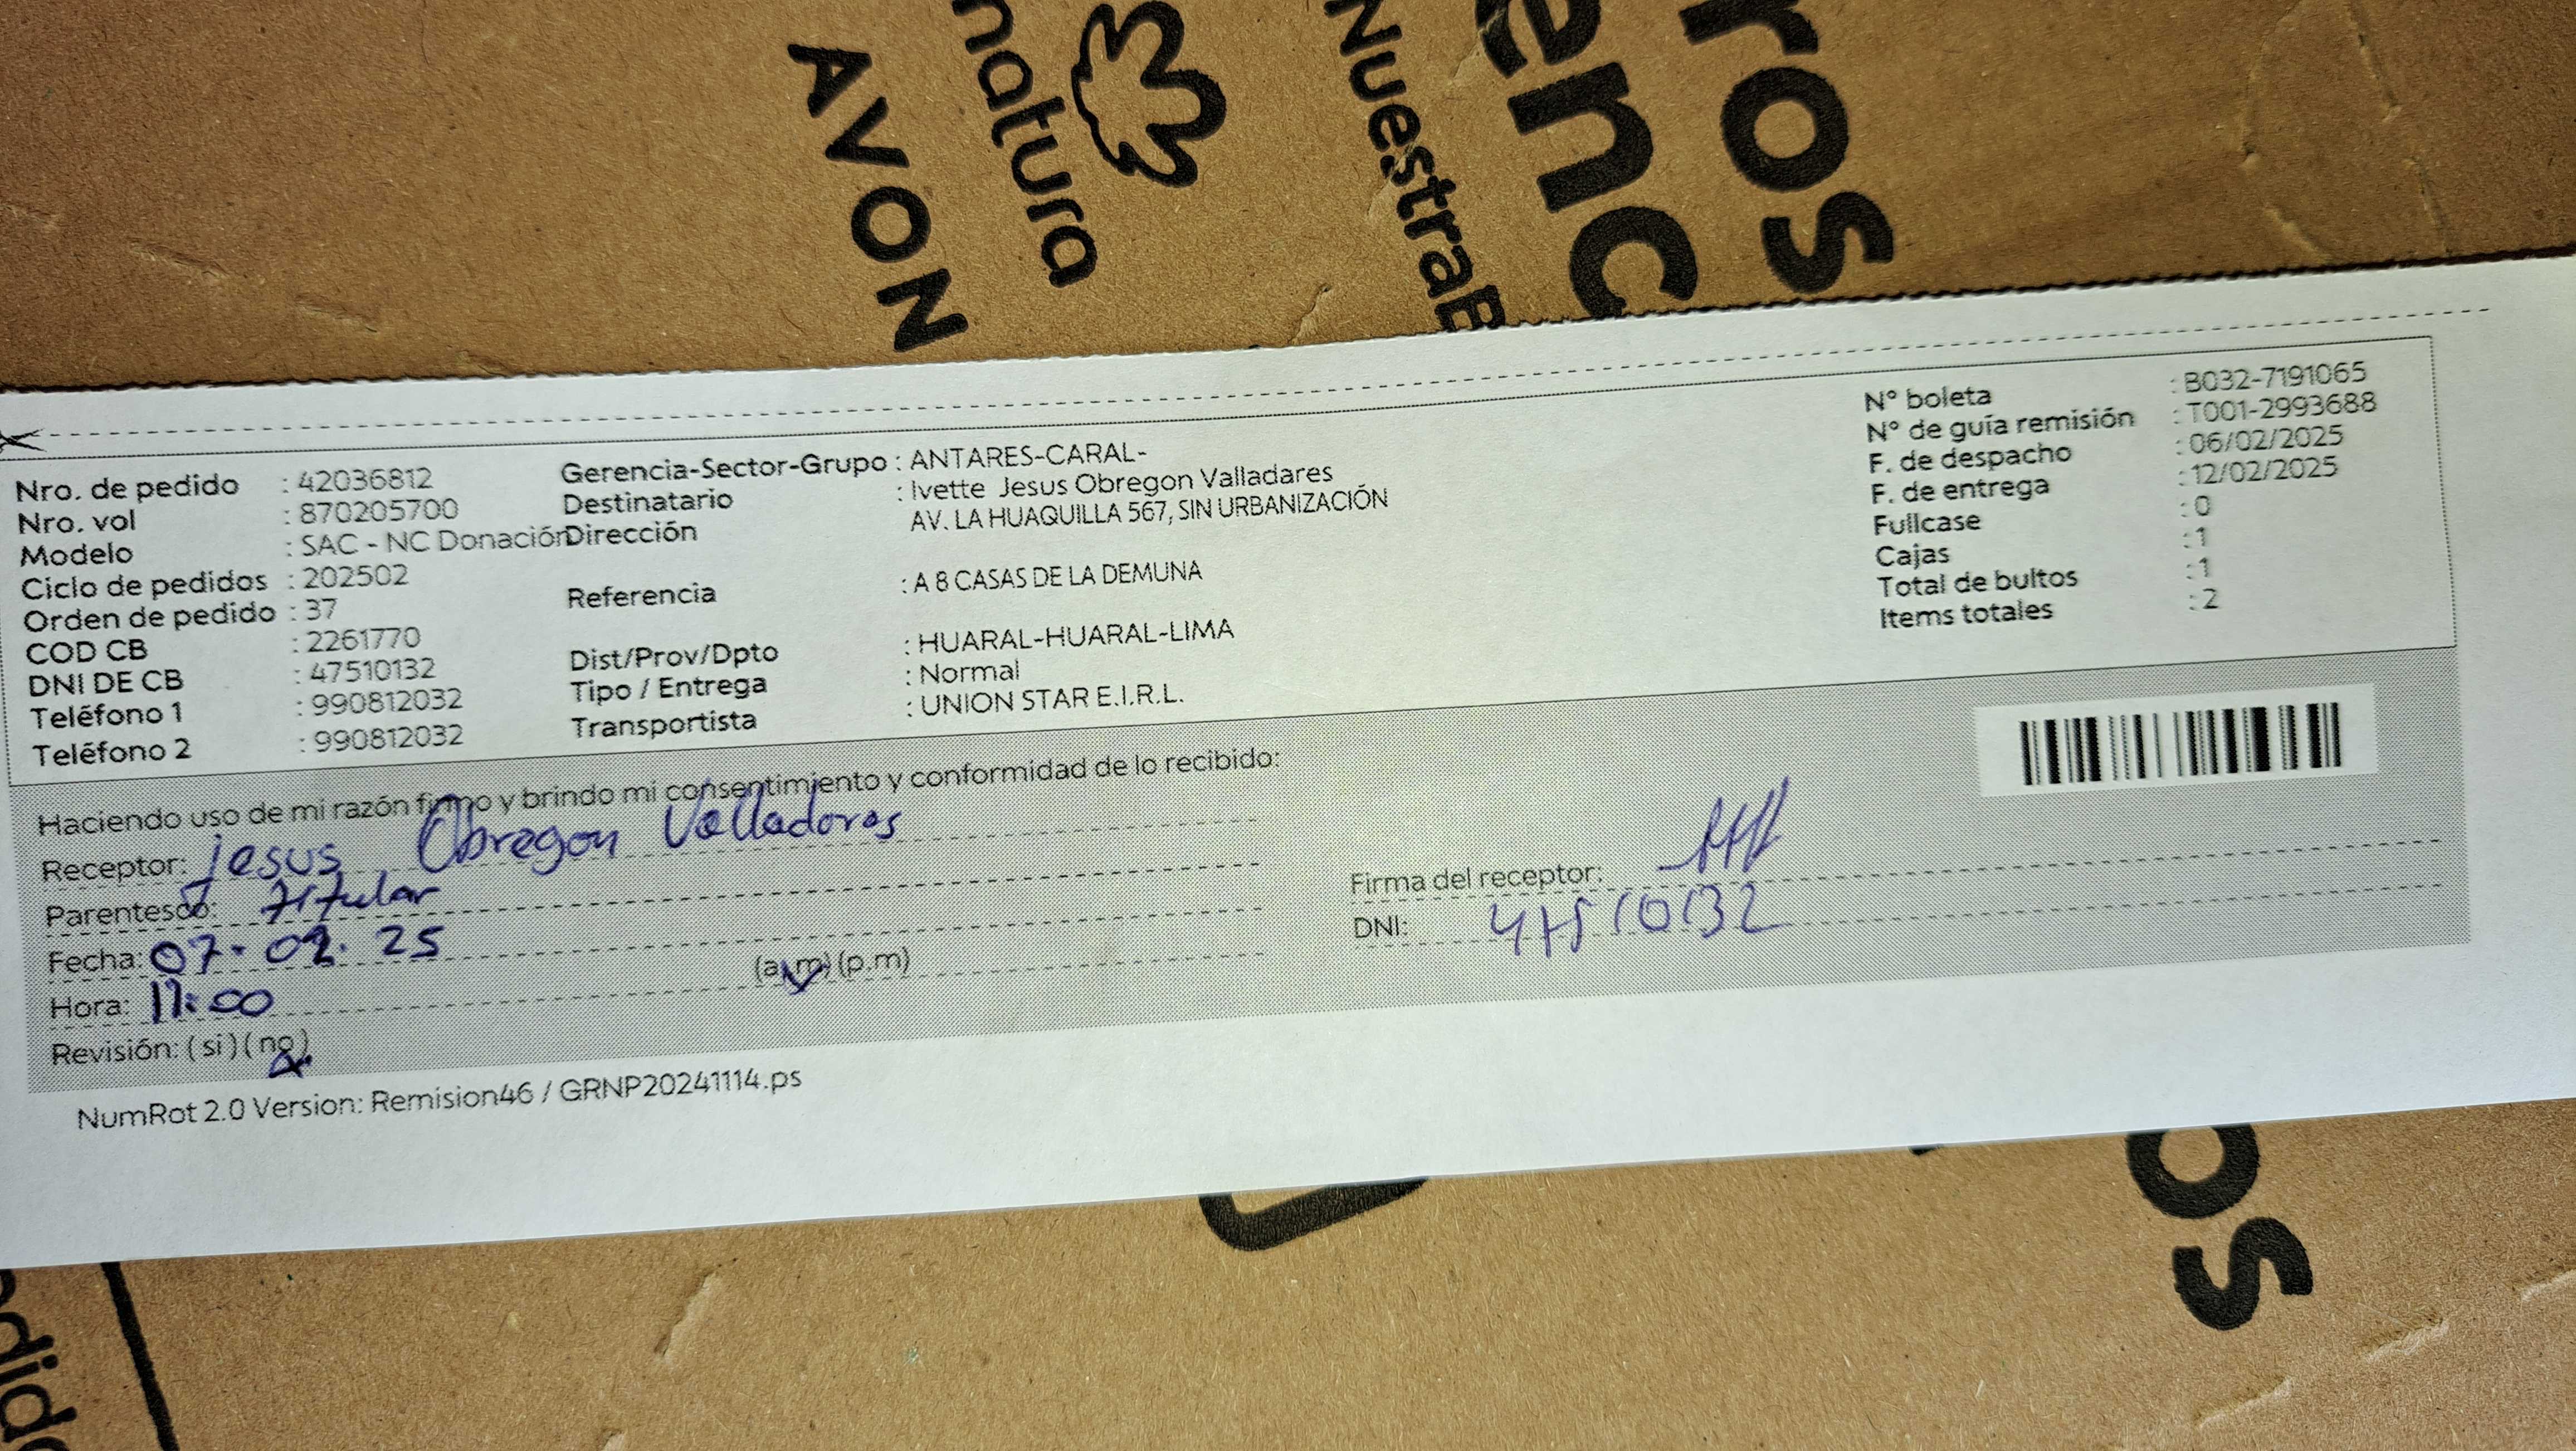 AVON
natura
NuestraB
enc
ros
Nro. de pedido : 42036812
Nro. vol : 870205700
Modelo : SAC - NC Donación
Ciclo de pedidos : 202502
Orden de pedido : 37
COD CB : 2261770
DNI DE CB : 47510132
Teléfono 1 : 990812032
Teléfono 2 : 990812032
Gerencia-Sector-Grupo : ANTARES-CARAL-
Destinatario : Ivette Jesus Obregon Valladares
Dirección AV. LA HUAQUILLA 567, SIN URBANIZACIÓN
Referencia : A 8 CASAS DE LA DEMUNA
Dist/Prov/Dpto : HUARAL-HUARAL-LIMA
Tipo / Entrega : Normal
Transportista : UNION STAR E.I.R.L.
N° boleta : B032-7191065
N° de guía remisión : T001-2993688
F. de despacho : 06/02/2025
F. de entrega : 12/02/2025
Fullcase : 0
Cajas : 1
Total de bultos : 1
Items totales : 2
Haciendo uso de mi razón firmo y brindo mi consentimiento y conformidad de lo recibido:
Receptor: Jesus Obregon Valladares
Parentesco: titular
Fecha: 07-02-25
Hora: 11:00 (a.m) (p.m)
Revisión: ( si ) ( no )
Firma del receptor:
DNI: 47510132
NumRot 2.0 Version: Remision46 / GRNP20241114.ps
os